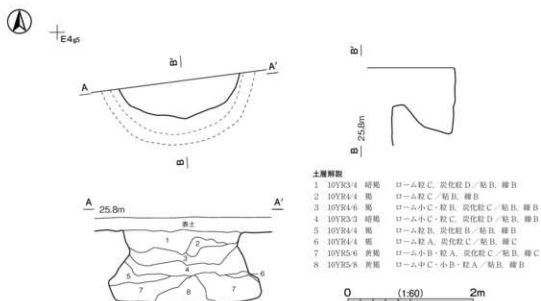 E4g5
B
A
A'
B
B'
B 25.8m
A 25.8m
A'
表土
1
2
3
4
5
6
7
8
7
土層解説
1 10YR3/4 暗褐 ローム粒C、炭化粒D/粘B、締B
2 10YR4/4 褐 ローム粒C/粘B、締B
3 10YR4/6 褐 ローム小C・粒B、炭化粒C/粘B、締B
4 10YR3/3 暗褐 ローム小C・粒C、炭化粒D/粘B、締B
5 10YR4/4 褐 ローム粒B、炭化粒B/粘B、締B
6 10YR4/4 褐 ローム粒A、炭化粒C/粘B、締C
7 10YR5/6 黄褐 ローム小B・粒A、炭化粒C/粘B、締C
8 10YR5/8 黄褐 ローム中C・小B・粒A/粘B、締B
0 (1:60) 2m